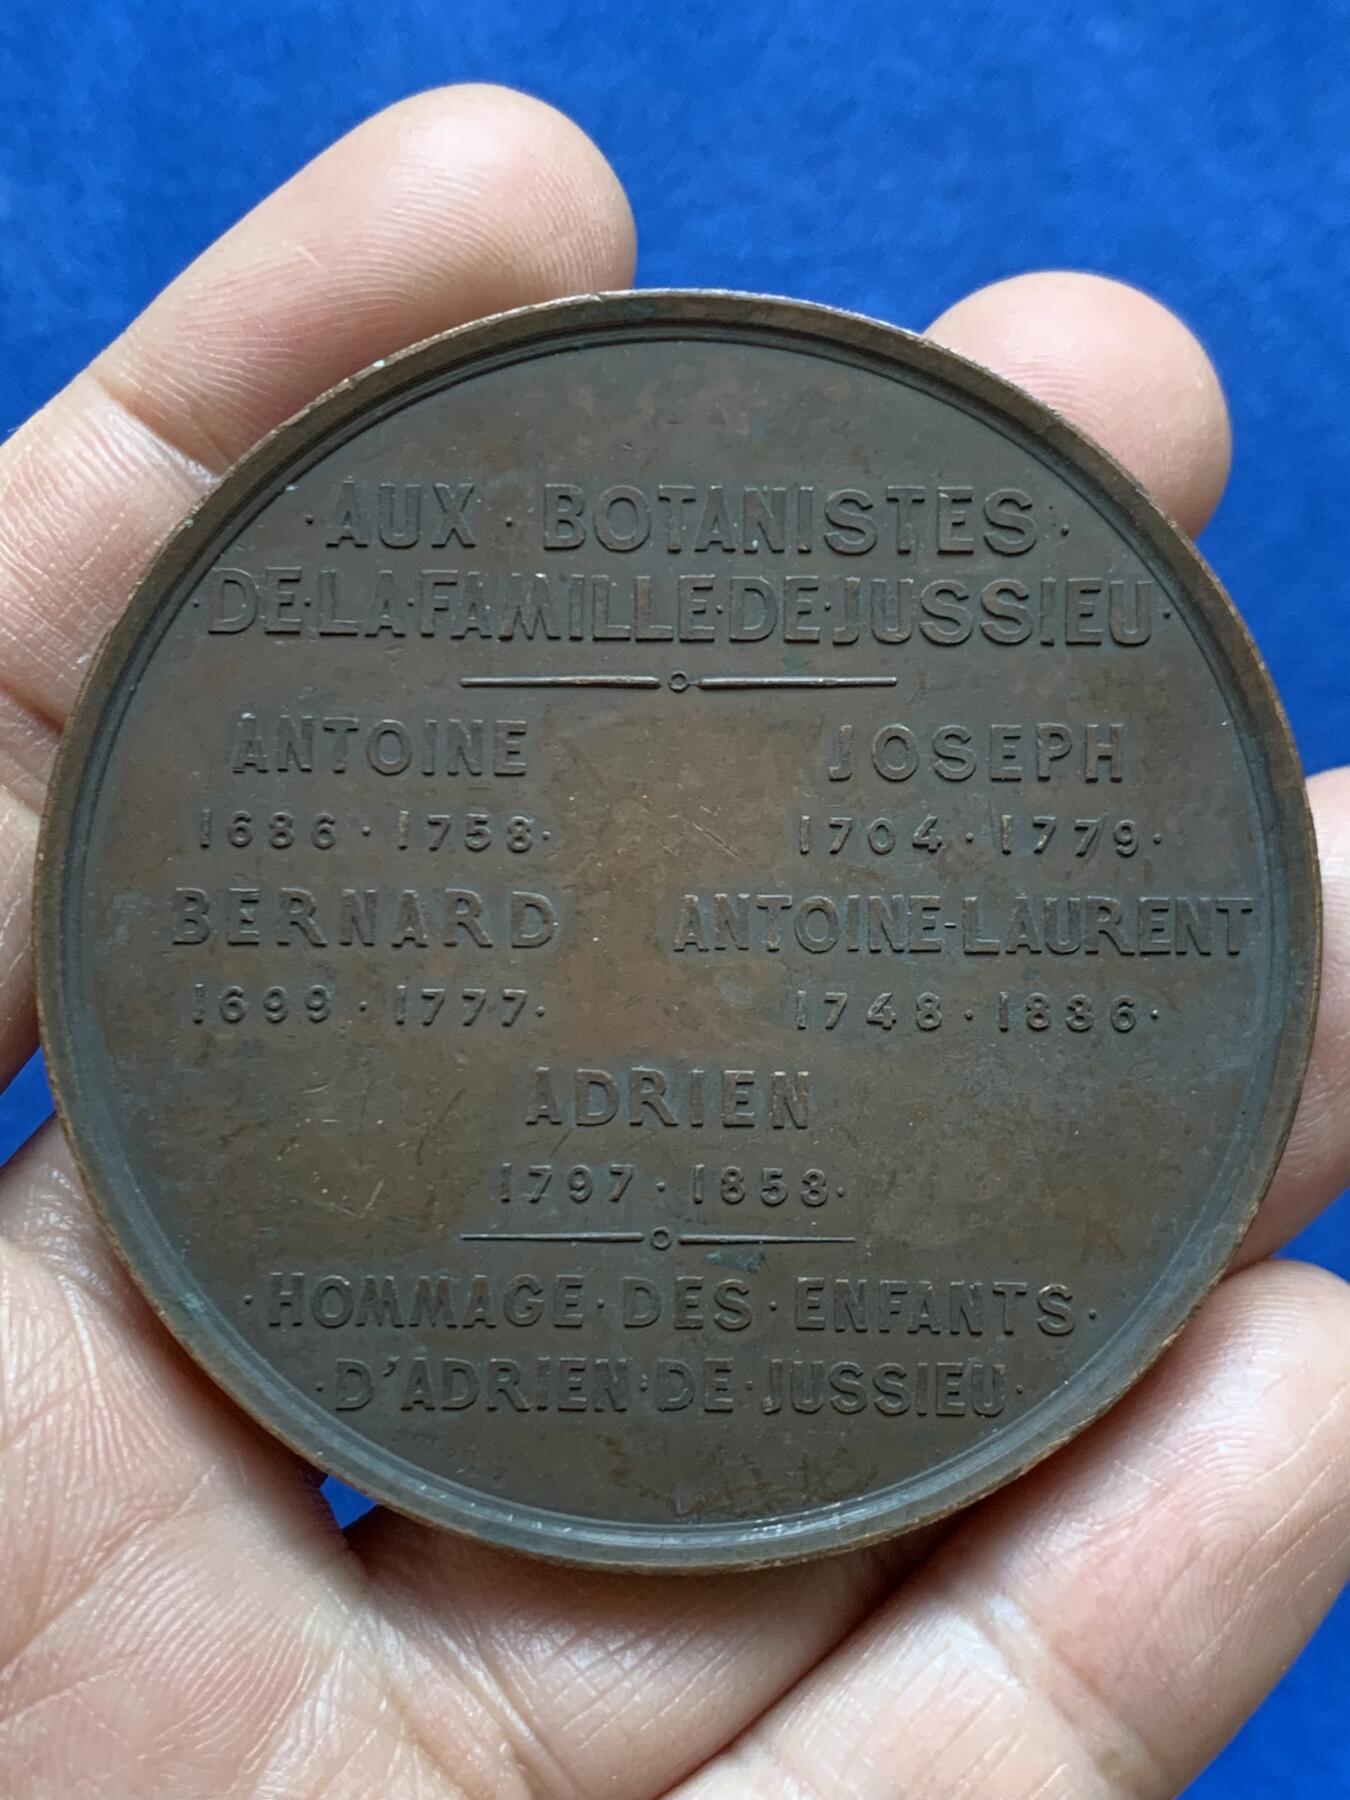 ·AUX·BOTANISTES·
·DE·LA·FAMILLE·DE·JUSSIEU·
ANTOINE JOSEPH
1686·1758· 1704·1779·
BERNARD ANTOINE-LAURENT
1699·1777· 1748·1836·
ADRIEN
1797·1853·
·HOMMAGE·DES·ENFANTS·
·D'ADRIEN·DE·JUSSIEU·